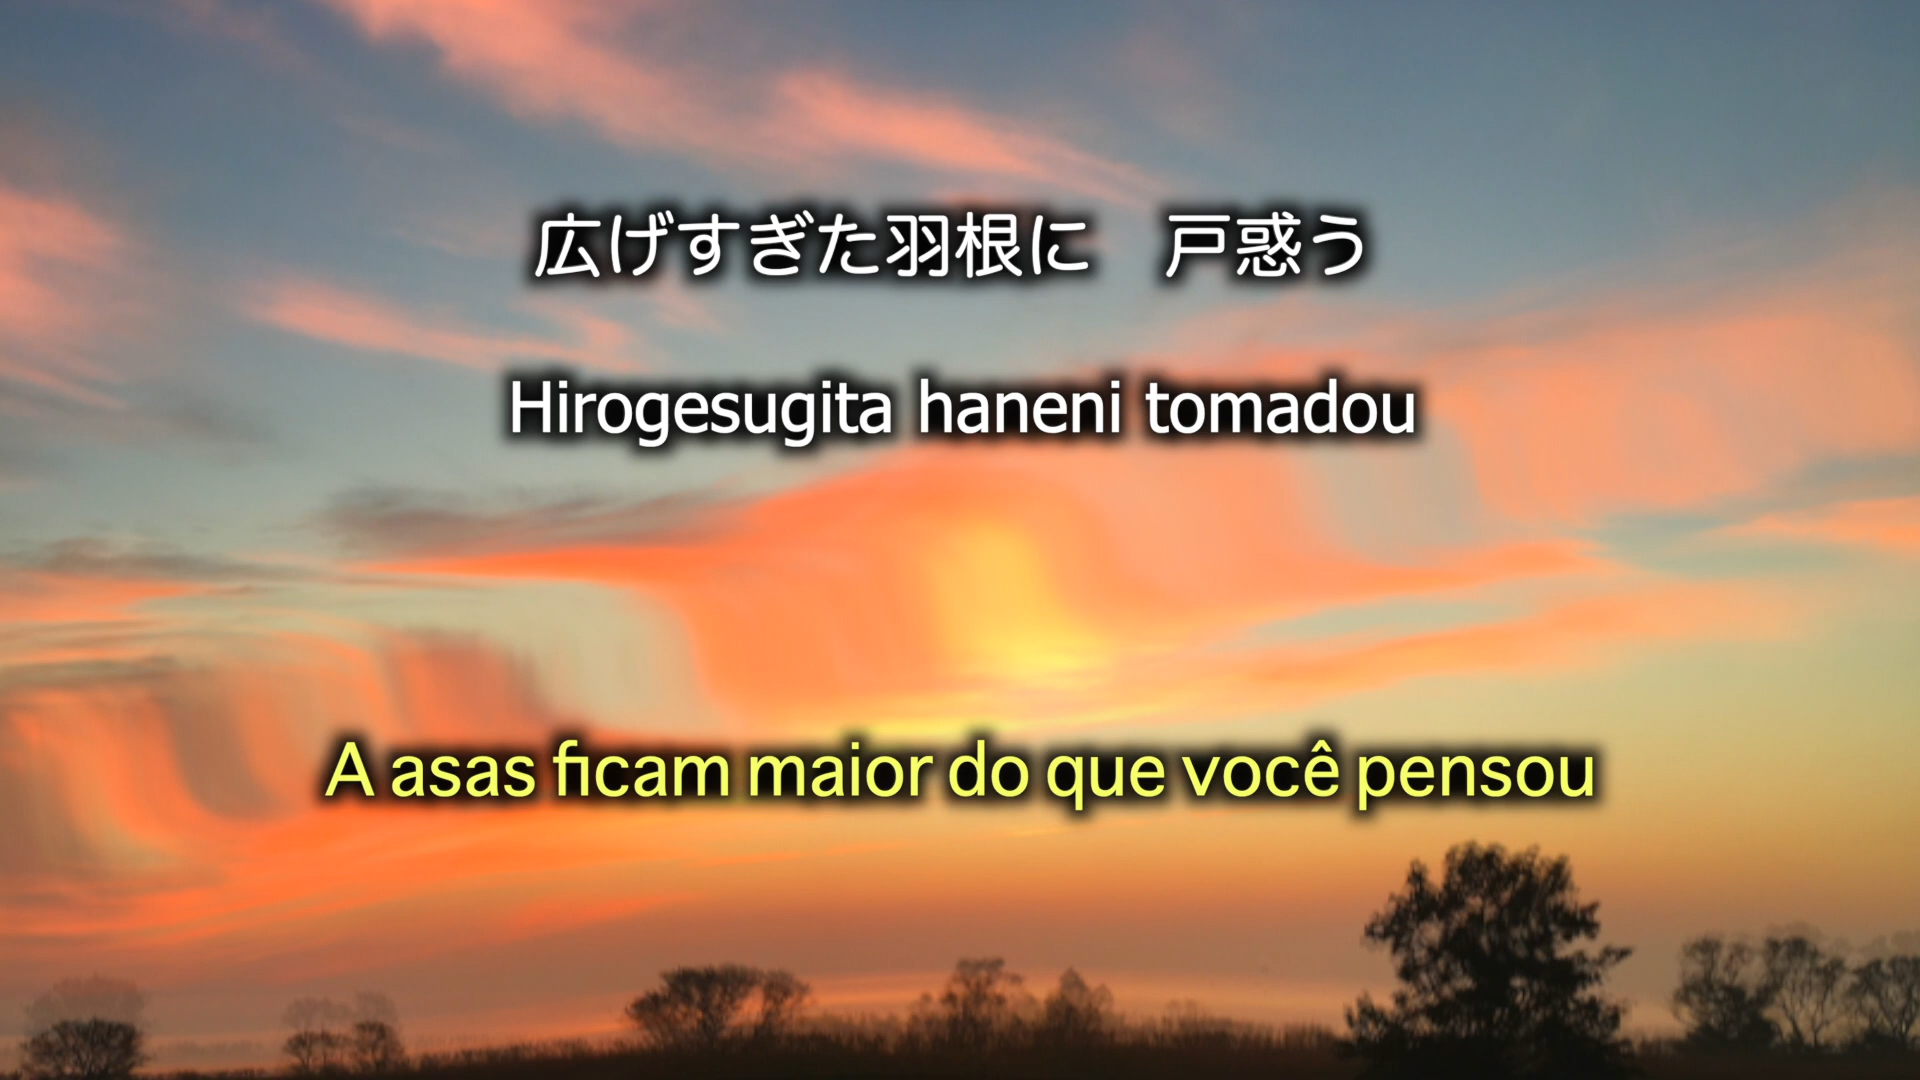 広げすぎた羽根に　戸惑う
Hirogesugita haneni tomadou
A asas ficam maior do que você pensou